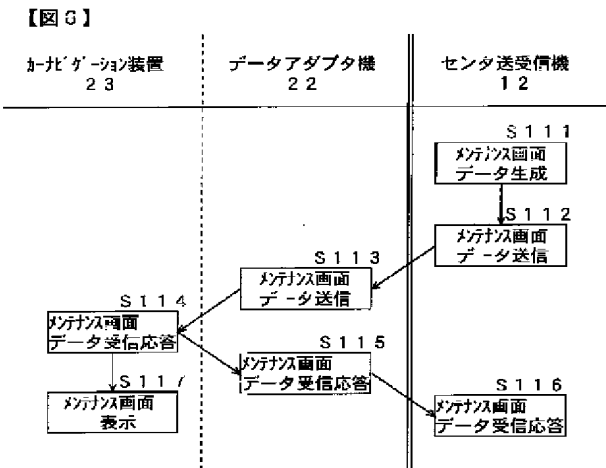 【図6】
カーナビゲーション装置
23
データアダプタ機
22
センタ送受信機
12
S111
メンテナンス画面
データ生成
S112
メンテナンス画面
データ送信
S113
メンテナンス画面
データ送信
S114
メンテナンス画面
データ受信応答
S115
メンテナンス画面
データ受信応答
S116
メンテナンス画面
データ受信応答
S117
メンテナンス画面
表示